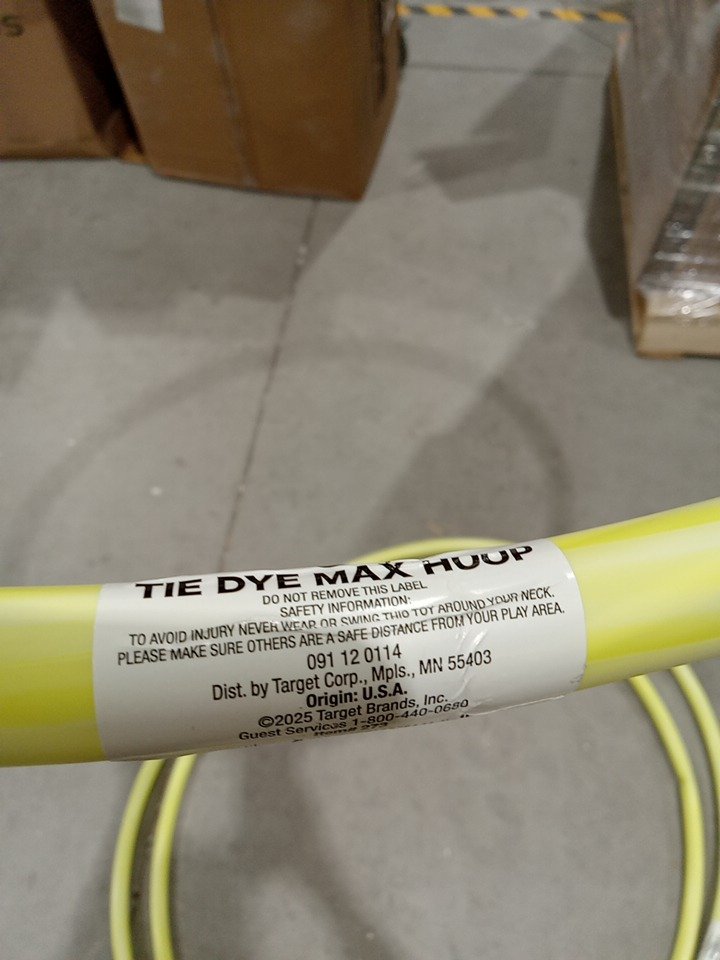 S
TIE DYE MAX HOOP
DO NOT REMOVE THIS LABEL
SAFETY INFORMATION:
TO AVOID INJURY NEVER WEAR OR SWING THIS TOY AROUND YOUR NECK.
PLEASE MAKE SURE OTHERS ARE A SAFE DISTANCE FROM YOUR PLAY AREA.
091 12 0114
Dist. by Target Corp., Mpls., MN 55403
Origin: U.S.A.
©2025 Target Brands, Inc.
Guest Services 1-800-440-0680
Item#